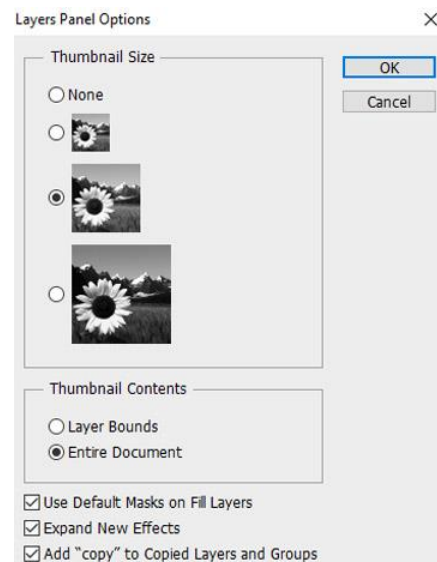 Layers Panel Options
Thumbnail Size
OK
None
Cancel
Thumbnail Contents
Layer Bounds
Entire Document
Use Default Masks on Fill Layers
Expand New Effects
Add “copy” to Copied Layers and Groups